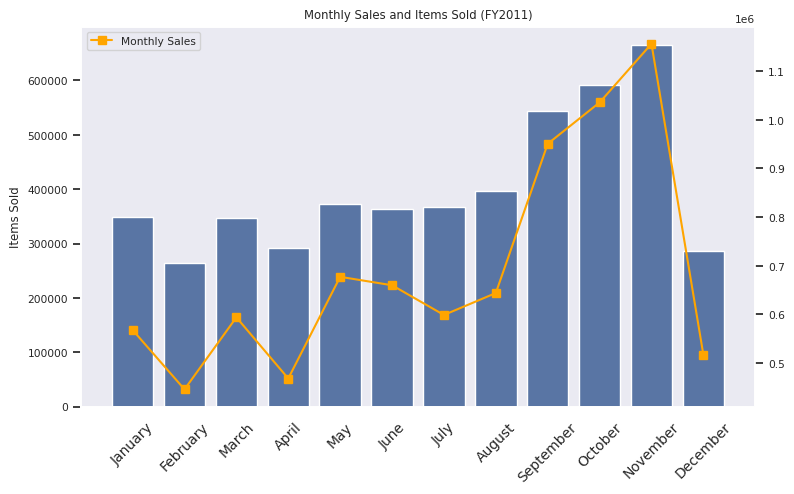 Monthly Sales and Items Sold (FY2011)
1e6
Monthly Sales
Items Sold
600000
500000
400000
300000
200000
100000
0
1.1
1.0
0.9
0.8
0.7
0.6
0.5
January
February
March
April
May
June
July
August
September
October
November
December